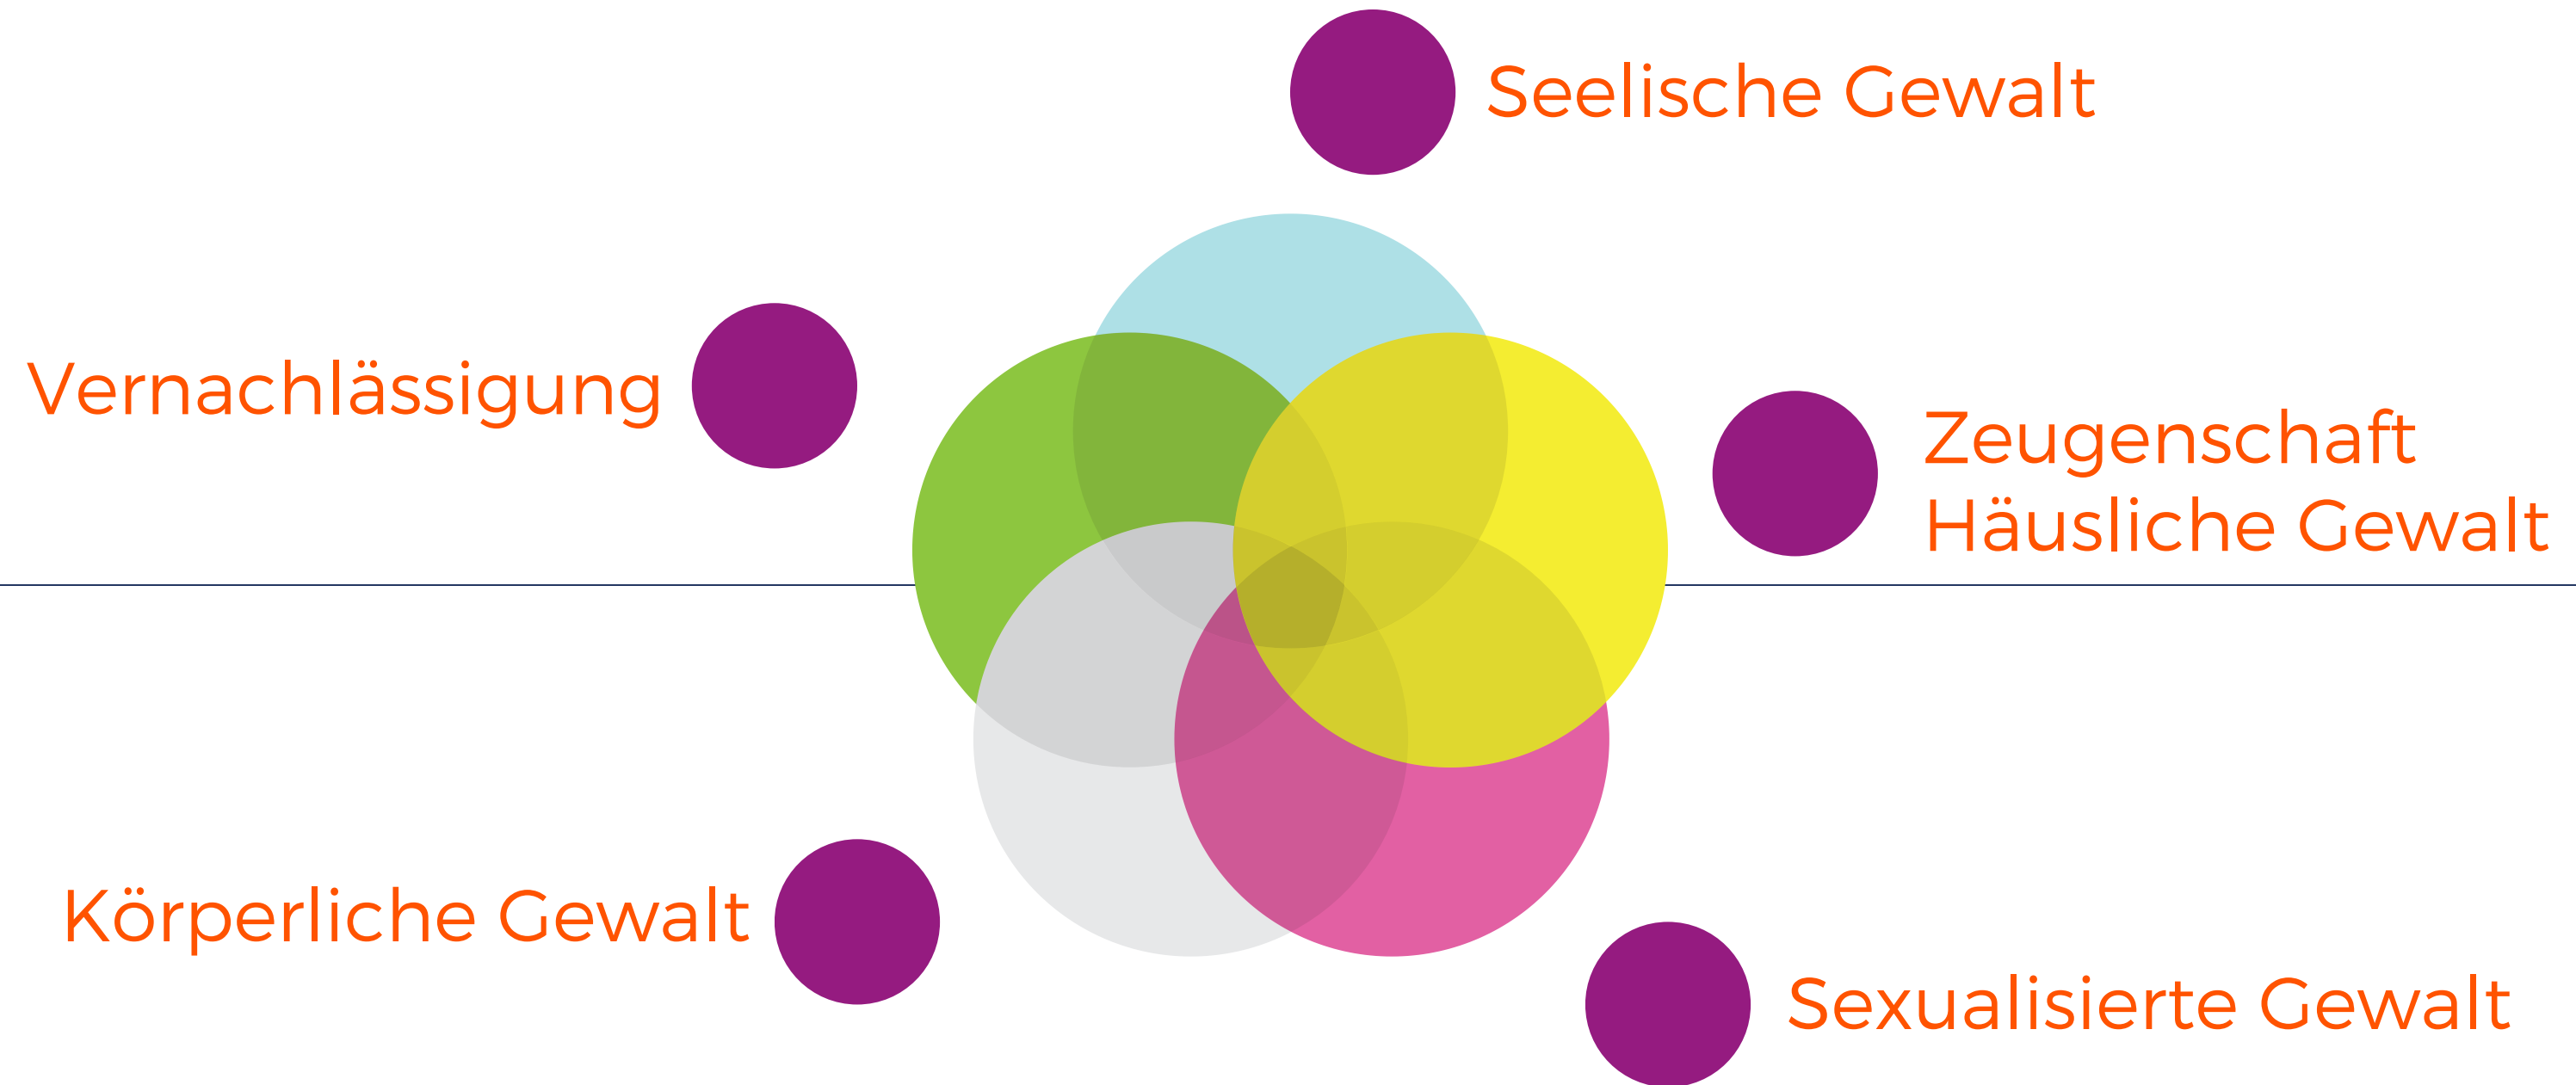 Seelische Gewalt
Vernachlässigung
Zeugenschaft
Häusliche Gewalt
Körperliche Gewalt
Sexualisierte Gewalt